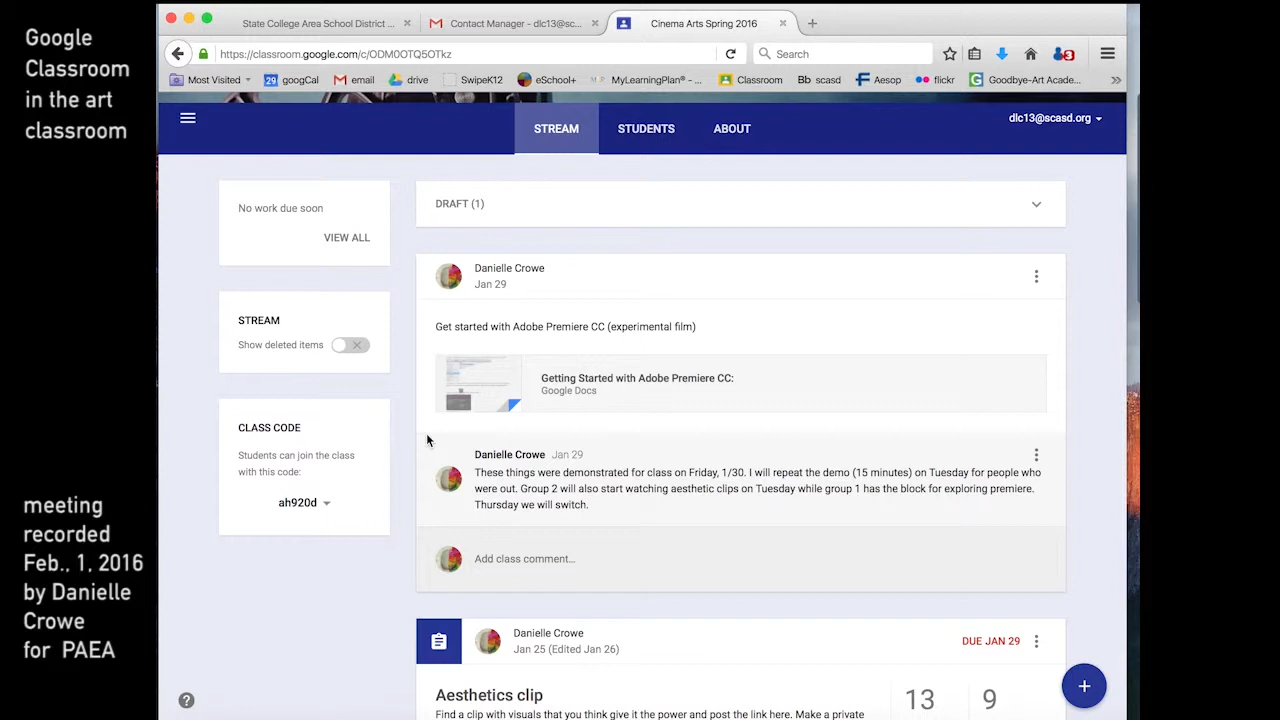 Google
Classroom
in the art
classroom
meeting
recorded
Feb., 1, 2016
by Danielle
Crowe
for PAEA
State College Area School District ...
Contact Manager - dlc13@sc...
Cinema Arts Spring 2016
https://classroom.google.com/c/ODM0OTQ5OTkz
Search
3
Most Visited
29 googCal
email
drive
SwipeK12
eSchool+
MyLearningPlan® -...
Classroom
Bb scasd
Aesop
flickr
Goodbye-Art Acade...
STREAM
STUDENTS
ABOUT
dlc13@scasd.org
No work due soon
VIEW ALL
STREAM
Show deleted items
CLASS CODE
Students can join the class
with this code:
ah920d
DRAFT (1)
Danielle Crowe
Jan 29
Get started with Adobe Premiere CC (experimental film)
Getting Started with Adobe Premiere CC:
Google Docs
Danielle Crowe Jan 29
These things were demonstrated for class on Friday, 1/30. I will repeat the demo (15 minutes) on Tuesday for people who
were out. Group 2 will also start watching aesthetic clips on Tuesday while group 1 has the block for exploring premiere.
Thursday we will switch.
Add class comment...
Danielle Crowe
Jan 25 (Edited Jan 26)
DUE JAN 29
Aesthetics clip
13
9
Find a clip with visuals that you think give it the power and post the link here. Make a private